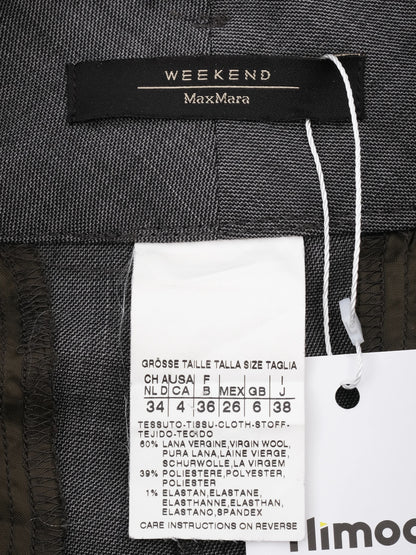 WEEKEND
MaxMara
GRÖSSE TAILLE TALLA SIZE TAGLIA
CH A USA F I
NL D CA B MEX GB J
34 4 36 26 6 38
TESSUTO-TISSU-CLOTH-STOFF-
TEJIDO-TECIDO
60% LANA VERGINE,VIRGIN WOOL,
PURA LANA,LAINE VIERGE,
SCHURWOLLE,LA VIRGEM
39% POLIESTERE,POLYESTER,
POLIESTER
1% ELASTAN,ELASTANE,
ELASTHANNE,ELASTAN,
ELASTANO,SPANDEX
CARE INSTRUCTIONS ON REVERSE